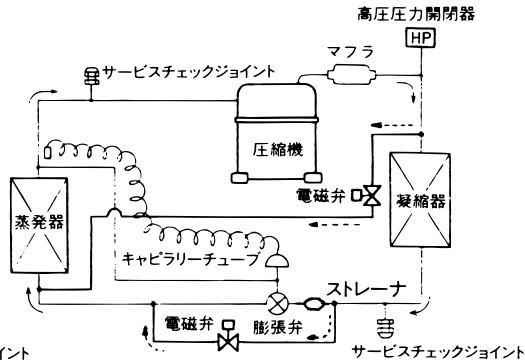 高圧圧力開閉器
HP
マフラ
サービスチェックジョイント
圧縮機
電磁弁
凝縮器
蒸発器
キャピラリーチューブ
ストレーナ
電磁弁
膨張弁
サービスチェックジョイント
イント